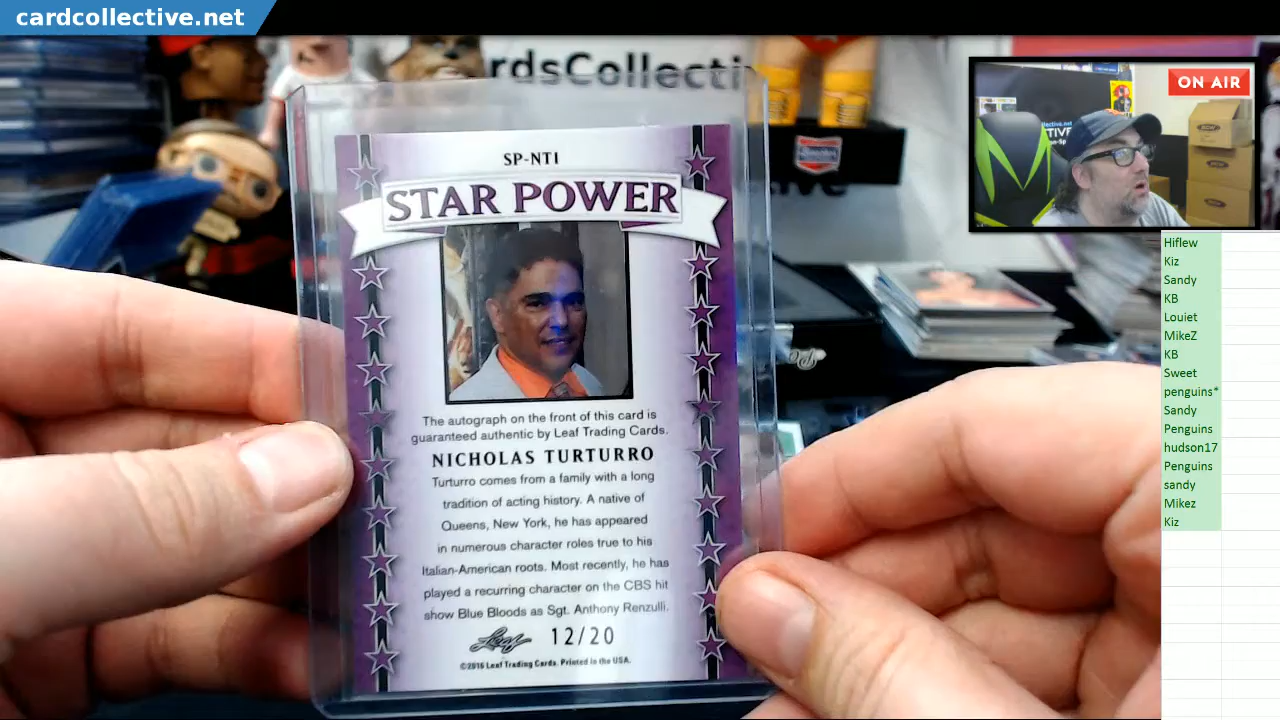 cardcollective.net
rdsCollecti
ON AIR
SP-NT1
STAR POWER
The autograph on the front of this card is
guaranteed authentic by Leaf Trading Cards.
NICHOLAS TURTURRO
Turturro comes from a family with a long
tradition of acting history. A native of
Queens, New York, he has appeared
in numerous character roles true to his
Italian-American roots. Most recently, he has
played a recurring character on the CBS hit
show Blue Bloods as Sgt. Anthony Renzulli.
Leaf 12/20
©2016 Leaf Trading Cards. Printed in the USA.
Hiflew
Kiz
Sandy
KB
Louiet
MikeZ
KB
Sweet
penguins*
Sandy
Penguins
hudson17
Penguins
sandy
Mikez
Kiz